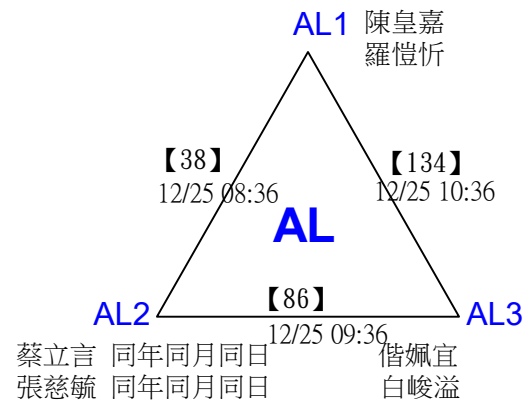 AL1 陳皇嘉
羅愷忻
【38】
12/25 08:36
【134】
12/25 10:36
AL
AL2
【86】
12/25 09:36
AL3
蔡立言 同年同月同日
張慈毓 同年同月同日
偕姵宜
白峻溢